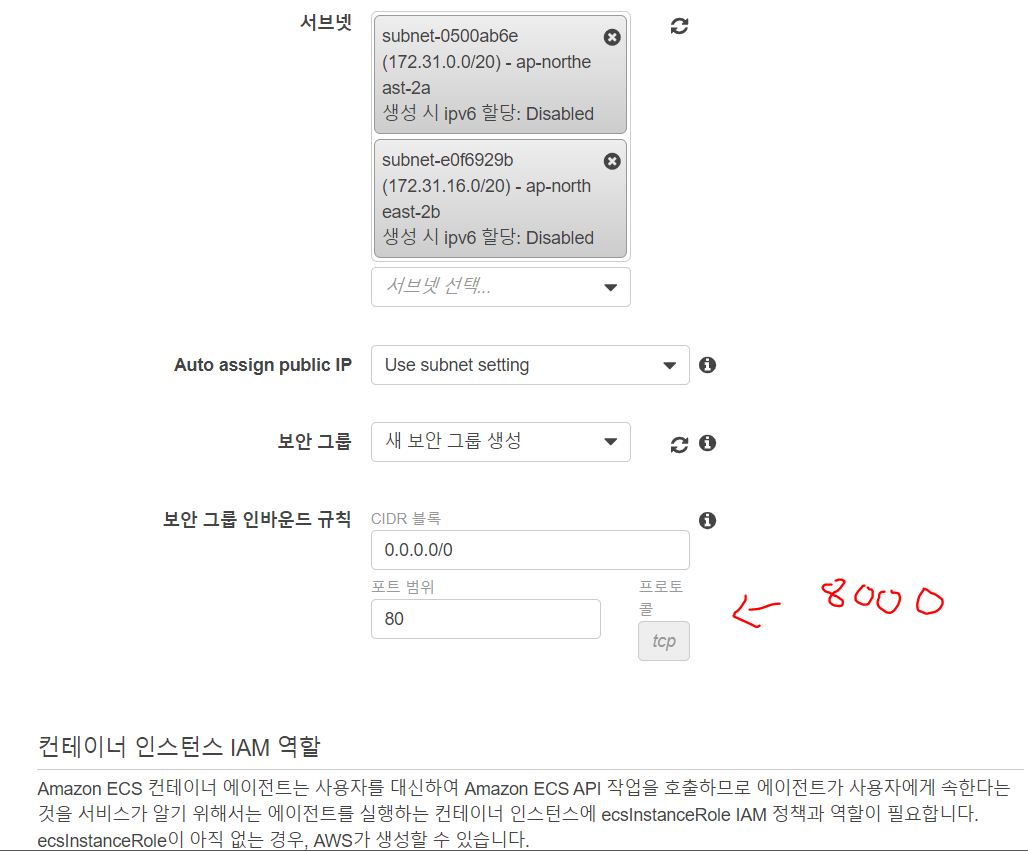 서브넷
subnet-0500ab6e
(172.31.0.0/20) - ap-northe
ast-2a
생성 시 ipv6 할당: Disabled
subnet-e0f6929b
(172.31.16.0/20) - ap-north
east-2b
생성 시 ipv6 할당: Disabled
서브넷 선택...
Auto assign public IP
Use subnet setting
보안 그룹
새 보안 그룹 생성
보안 그룹 인바운드 규칙
CIDR 블록
0.0.0.0/0
포트 범위
80
프로토
콜
tcp
8000
컨테이너 인스턴스 IAM 역할
Amazon ECS 컨테이너 에이전트는 사용자를 대신하여 Amazon ECS API 작업을 호출하므로 에이전트가 사용자에게 속한다는
것을 서비스가 알기 위해서는 에이전트를 실행하는 컨테이너 인스턴스에 ecsInstanceRole IAM 정책과 역할이 필요합니다.
ecsInstanceRole이 아직 없는 경우, AWS가 생성할 수 있습니다.